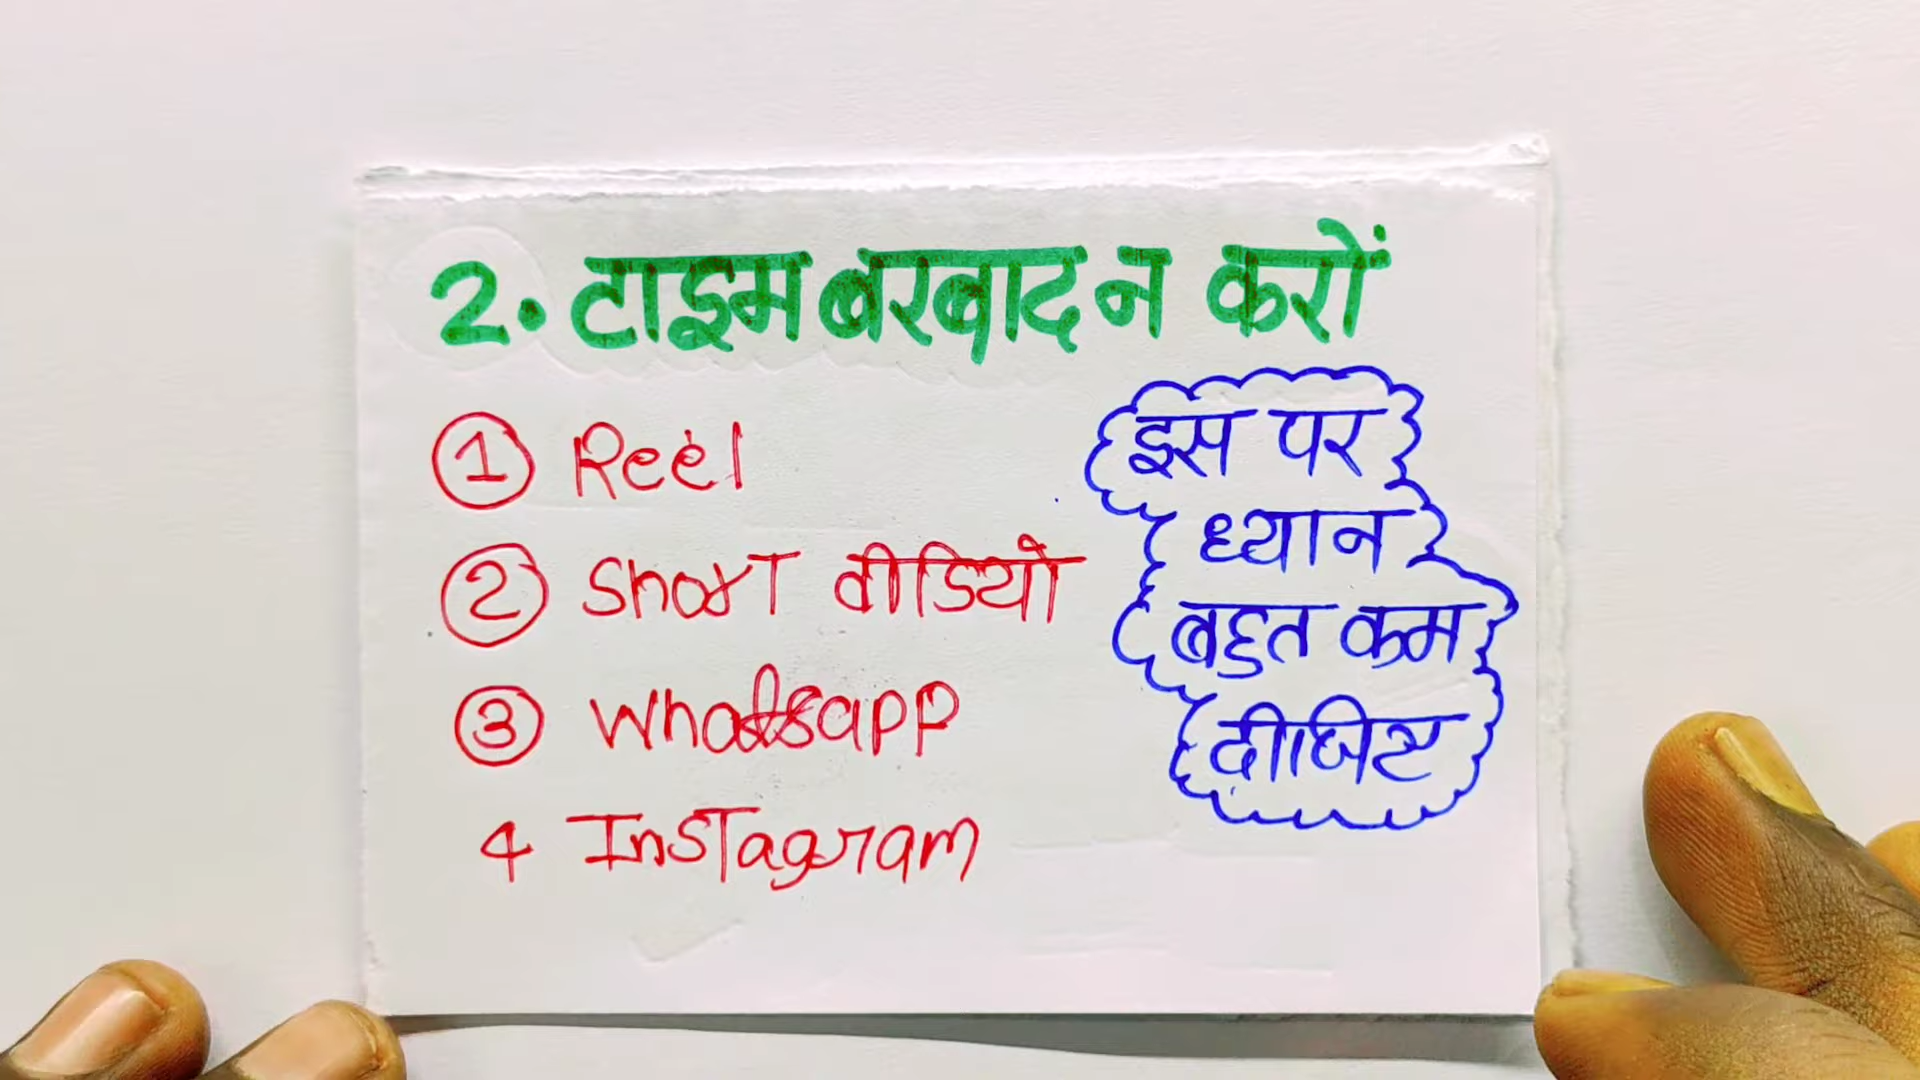 2. टाइम बरबाद न करों
1 Reel
2 Short वीडियो
3 Whatsapp
4 Instagram
इस पर
ध्यान
बहुत कम
दीजिए